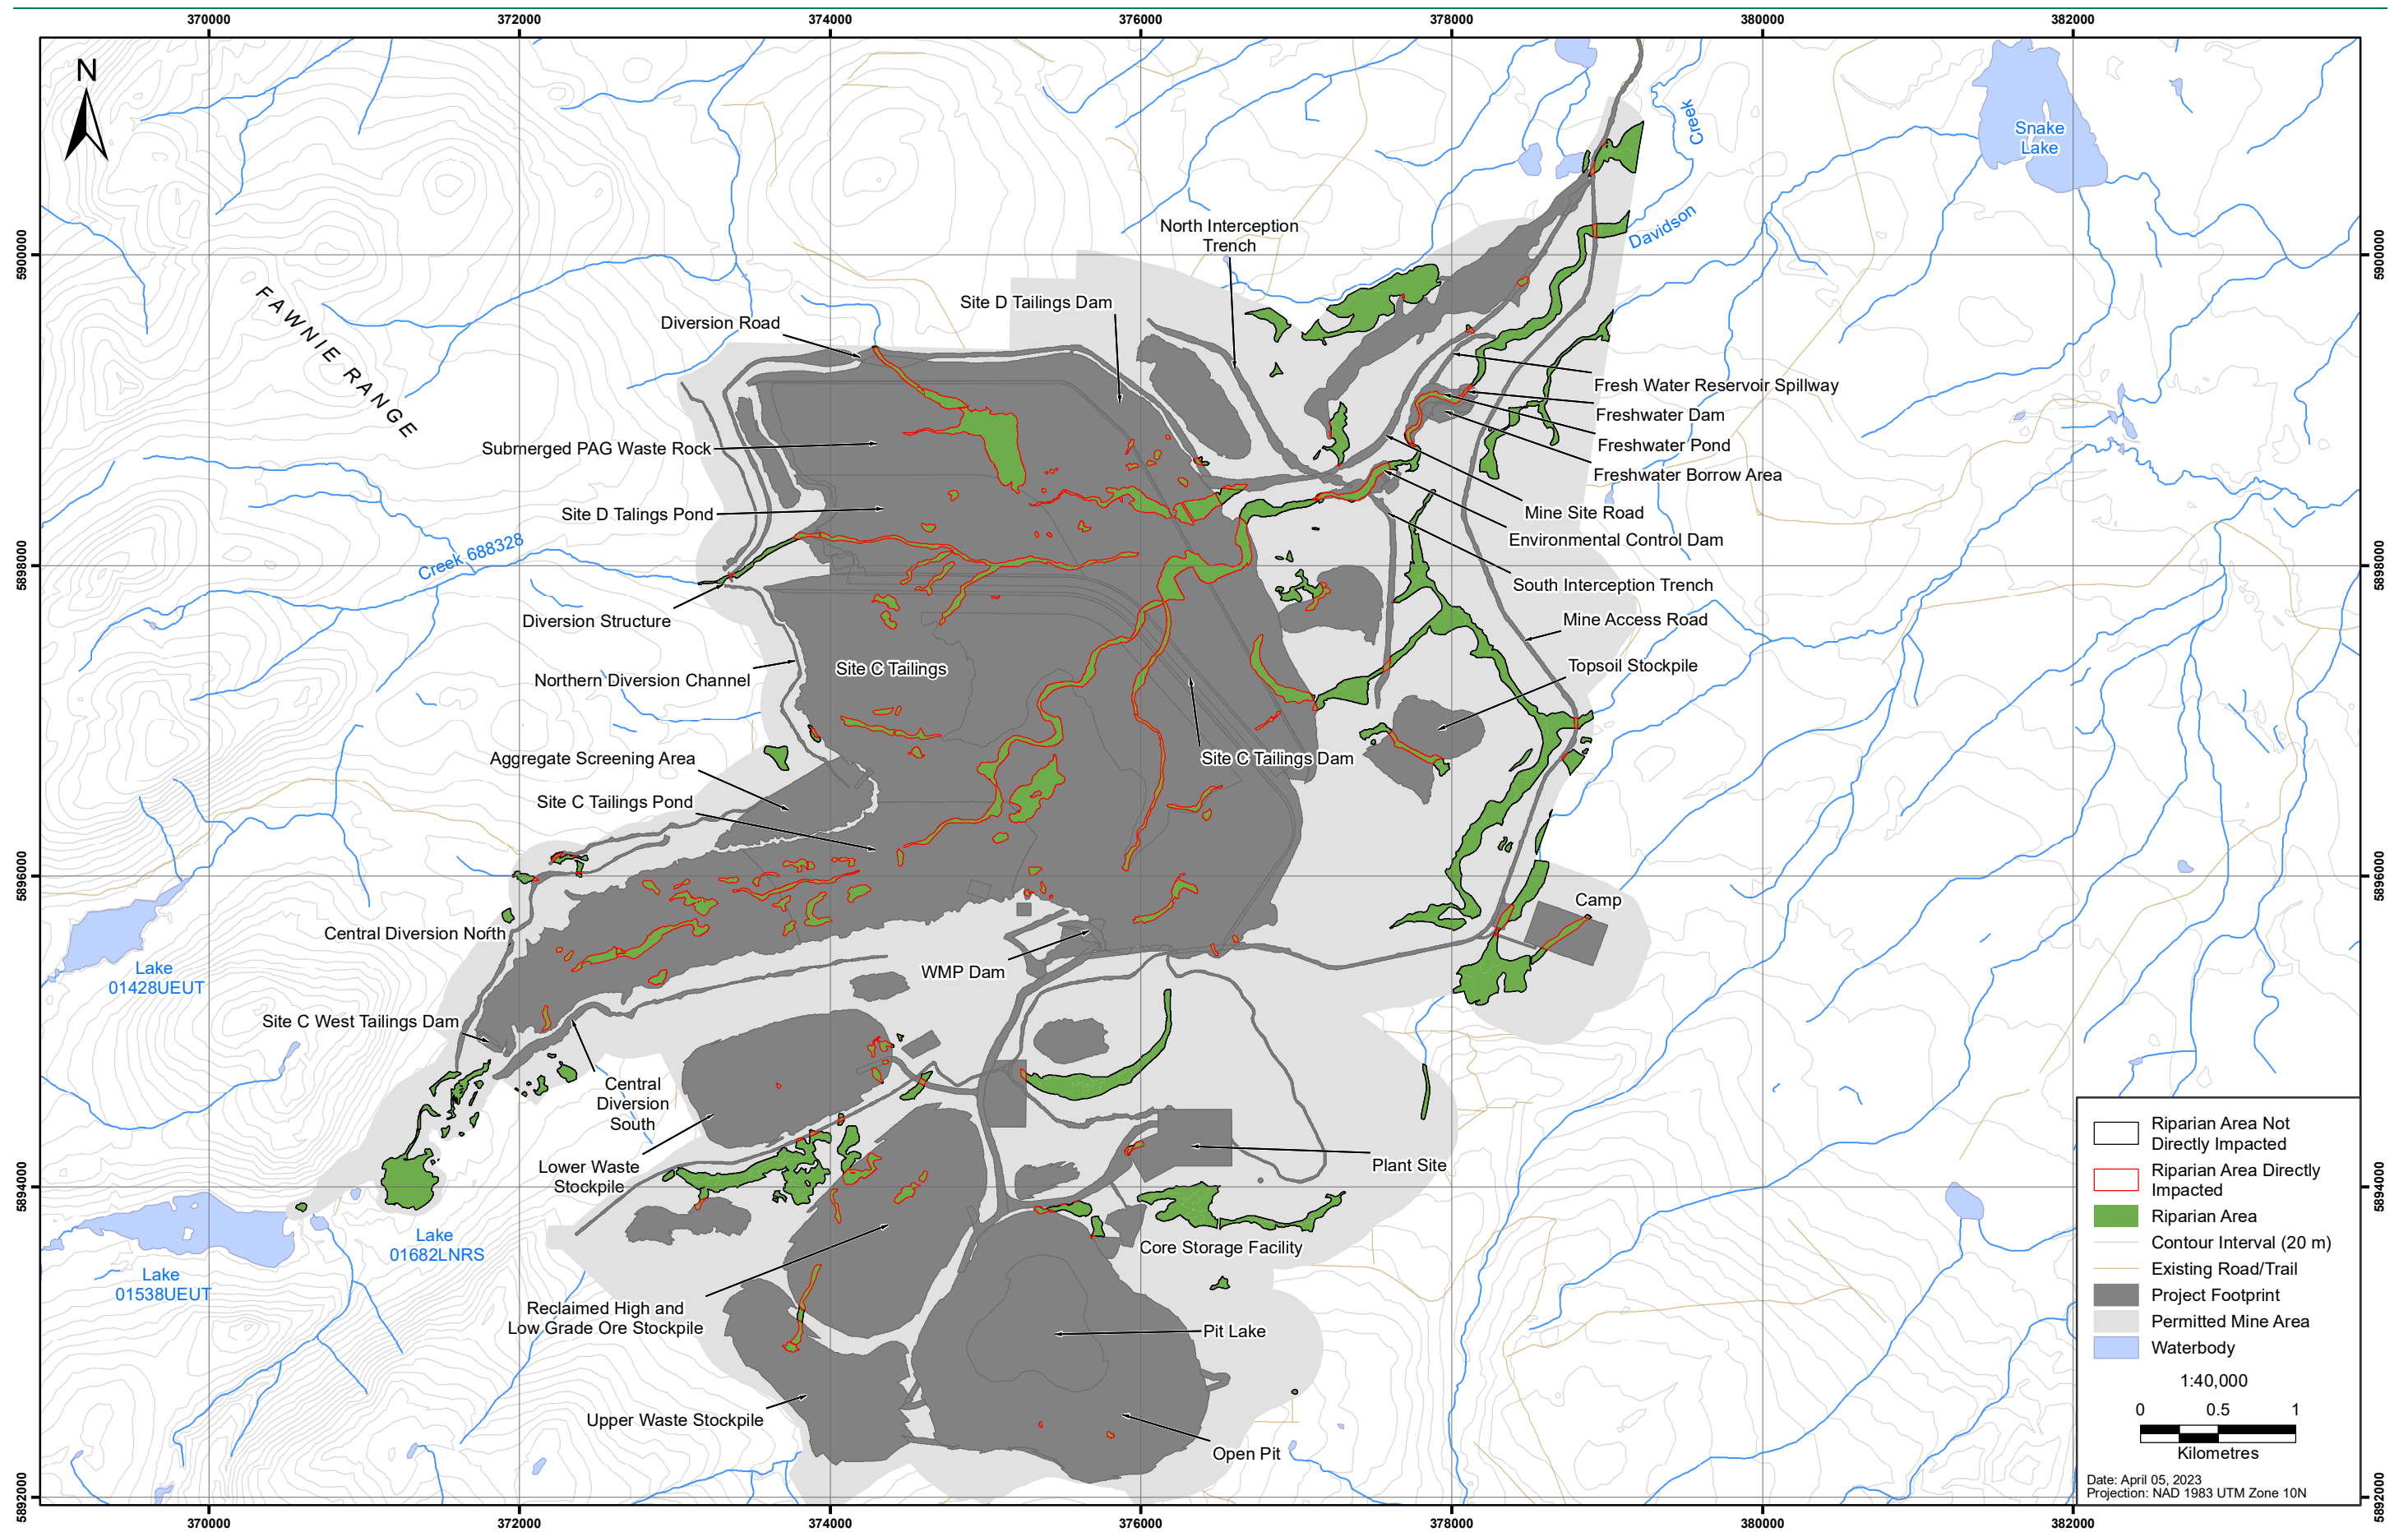 370000
372000
374000
376000
378000
380000
382000
N
Creek
Snake
Lake
Davidson
North Interception
Trench
5900000
5900000
FAWNIE RANGE
Site D Tailings Dam
Diversion Road
Fresh Water Reservoir Spillway
Freshwater Dam
Submerged PAG Waste Rock
Freshwater Pond
Freshwater Borrow Area
Site D Talings Pond
Mine Site Road
Environmental Control Dam
Creek 688328
5898000
5898000
South Interception Trench
Diversion Structure
Mine Access Road
Site C Tailings
Topsoil Stockpile
Northern Diversion Channel
Aggregate Screening Area
Site C Tailings Dam
Site C Tailings Pond
5896000
5896000
Camp
Central Diversion North
Lake
01428UEUT
WMP Dam
Site C West Tailings Dam
Central
Diversion
South
Lower Waste
Stockpile
Plant Site
5894000
5894000
Lake
01682LNRS
Core Storage Facility
Lake
01538UEUT
Reclaimed High and
Low Grade Ore Stockpile
Pit Lake
Upper Waste Stockpile
Open Pit
5892000
5892000
Riparian Area Not
Directly Impacted
Riparian Area Directly
Impacted
Riparian Area
Contour Interval (20 m)
Existing Road/Trail
Project Footprint
Permitted Mine Area
Waterbody
1:40,000
0 0.5 1
Kilometres
Date: April 05, 2023
Projection: NAD 1983 UTM Zone 10N
370000
372000
374000
376000
378000
380000
382000